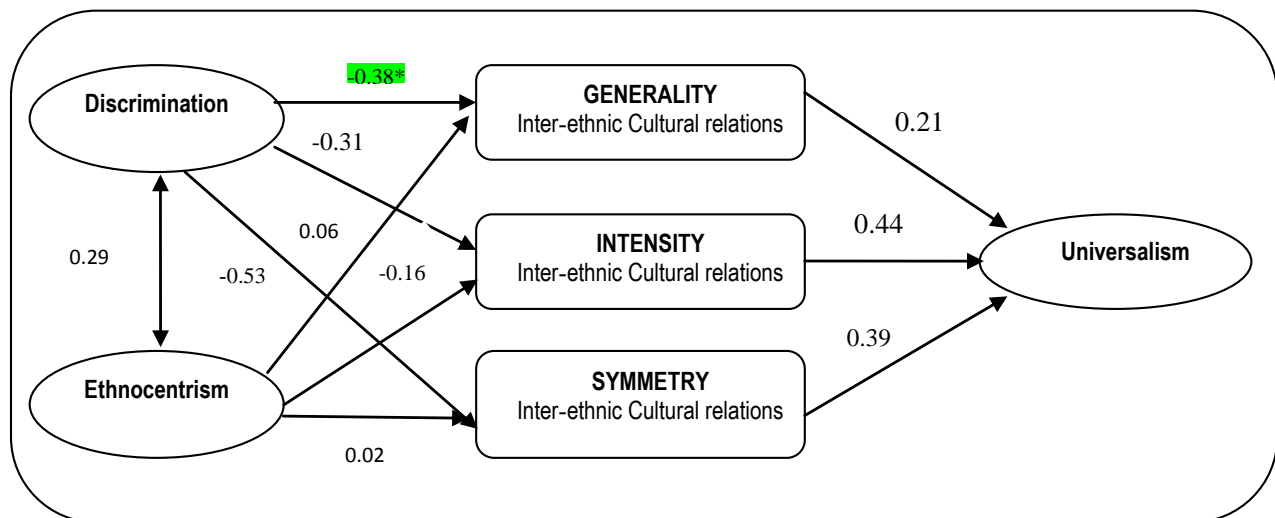 -0.38*
Discrimination
GENERALITY
Inter-ethnic Cultural relations
0.21
-0.31
0.06
0.29
-0.53
-0.16
INTENSITY
Inter-ethnic Cultural relations
0.44
Universalism
0.39
Ethnocentrism
SYMMETRY
Inter-ethnic Cultural relations
0.02